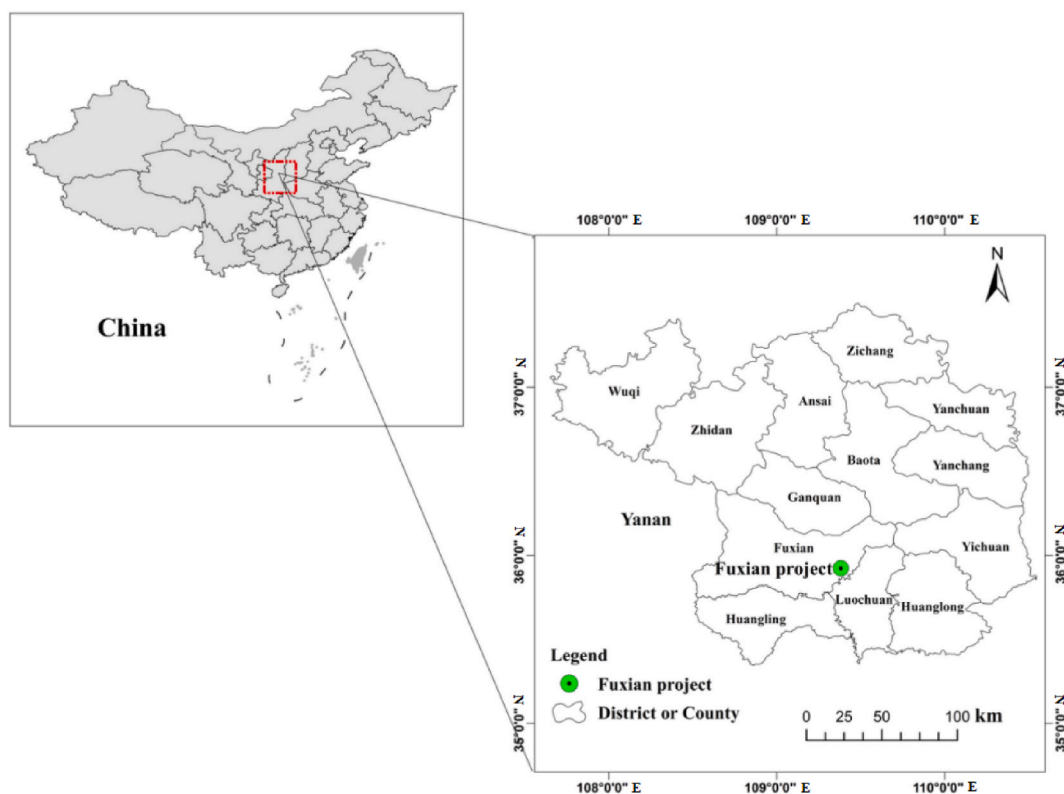 China
108°0'0" E 109°0'0" E 110°0'0" E
N
37°0'0" N
36°0'0" N
35°0'0" N
Zichang
Wuqi
Ansai
Yanchuan
Zhidan
Baota
Yanchang
Ganquan
Yanan
Fuxian
Yichuan
Fuxian project
Luochuan
Huanglong
Huangling
Legend
Fuxian project
District or County
0 25 50 100 km
37°0'0" N
36°0'0" N
35°0'0" N
108°0'0" E 109°0'0" E 110°0'0" E